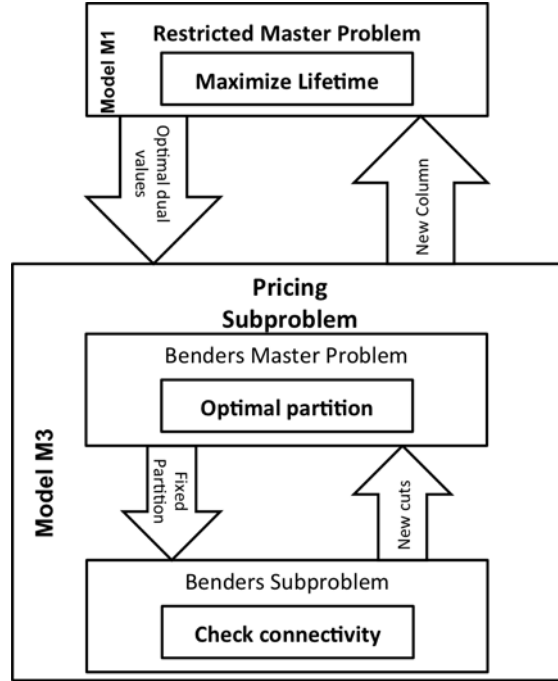 Restricted Master Problem
Model M1
Maximize Lifetime
Optimal dual
values
New Column
Pricing
Subproblem
Benders Master Problem
Optimal partition
Model M3
Fixed
Partition
New cuts
Benders Subproblem
Check connectivity